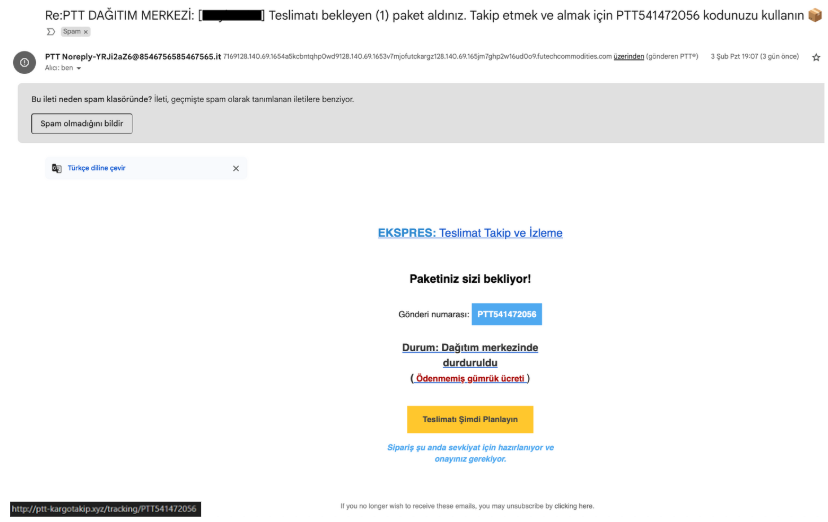 Re:PTT DAĞITIM MERKEZİ: [ ] Teslimatı bekleyen (1) paket aldınız. Takip etmek ve almak için PTT541472056 kodunuzu kullanın 📦
Spam x
PTT Noreply-YRJi2aZ6@8546756585467565.it 7169128.140.69.1654a5kcbntqhp0wd9128.140.69.1653v7mjofutckargz128.140.69.165jm7ghp2w16ud0o9.futechcommodities.com üzerinden (gönderen PTT®) 3 Şub Pzt 19:07 (3 gün önce)
Alıcı: ben
Bu ileti neden spam klasöründe? İleti, geçmişte spam olarak tanımlanan iletilere benziyor.
Spam olmadığını bildir
Türkçe diline çevir
EKSPRES: Teslimat Takip ve İzleme
Paketiniz sizi bekliyor!
Gönderi numarası: PTT541472056
Durum: Dağıtım merkezinde
durduruldu
( Ödenmemiş gümrük ücreti )
Teslimatı Şimdi Planlayın
Sipariş şu anda sevkiyat için hazırlanıyor ve
onayınız gerekiyor.
If you no longer wish to receive these emails, you may unsubscribe by clicking here.
http://ptt-kargotakip.xyz/tracking/PTT541472056